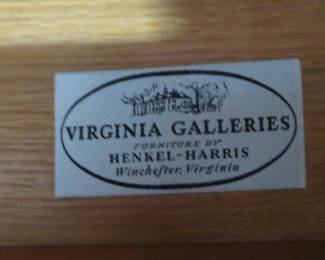 VIRGINIA GALLERIES
FURNITURE BY
HENKEL-HARRIS
Winchester, Virginia